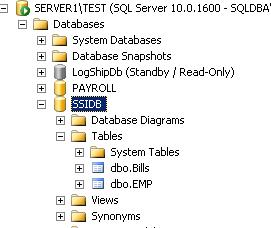 SERVER1\TEST (SQL Server 10.0.1600 - SQLDBA\
Databases
System Databases
Database Snapshots
LogShipDb (Standby / Read-Only)
PAYROLL
SSIDB
Database Diagrams
Tables
System Tables
dbo.Bills
dbo.EMP
Views
Synonyms